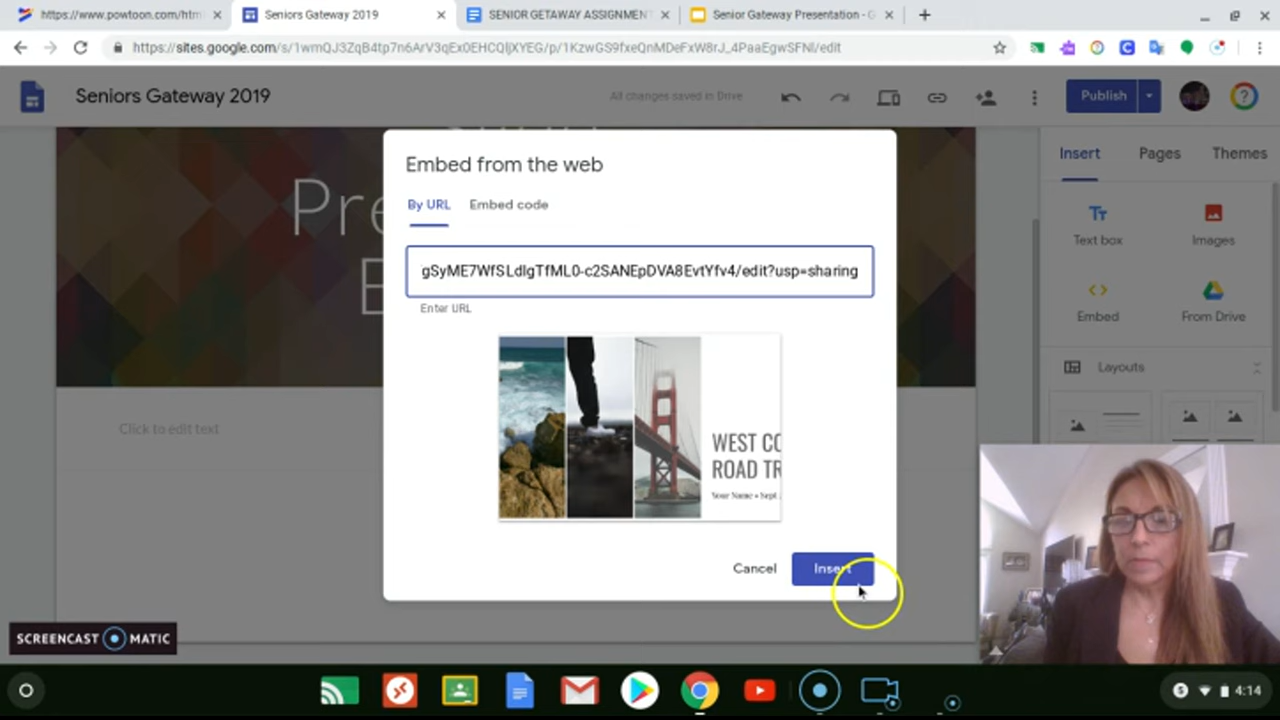 https://www.powtoon.com/html
Seniors Gateway 2019
SENIOR GETAWAY ASSIGNMENT
Senior Gateway Presentation - G
https://sites.google.com/s/1wmQJ3ZqB4tp7n6ArV3qEx0EHCQljXYEG/p/1KzwGS9fxeQnMDeFxW8rJ_4PaaEgwSFNl/edit
Seniors Gateway 2019
All changes saved in Drive
Publish
Embed from the web
By URL
Embed code
gSyME7WfSLdlgTfML0-c2SANEpDVA8EvtYfv4/edit?usp=sharing
Enter URL
WEST CO
ROAD TR
Your Name • Sept
Cancel
Insert
Pre
E
Click to edit text
Insert
Pages
Themes
Text box
Images
Embed
From Drive
Layouts
SCREENCAST MATIC
4:14